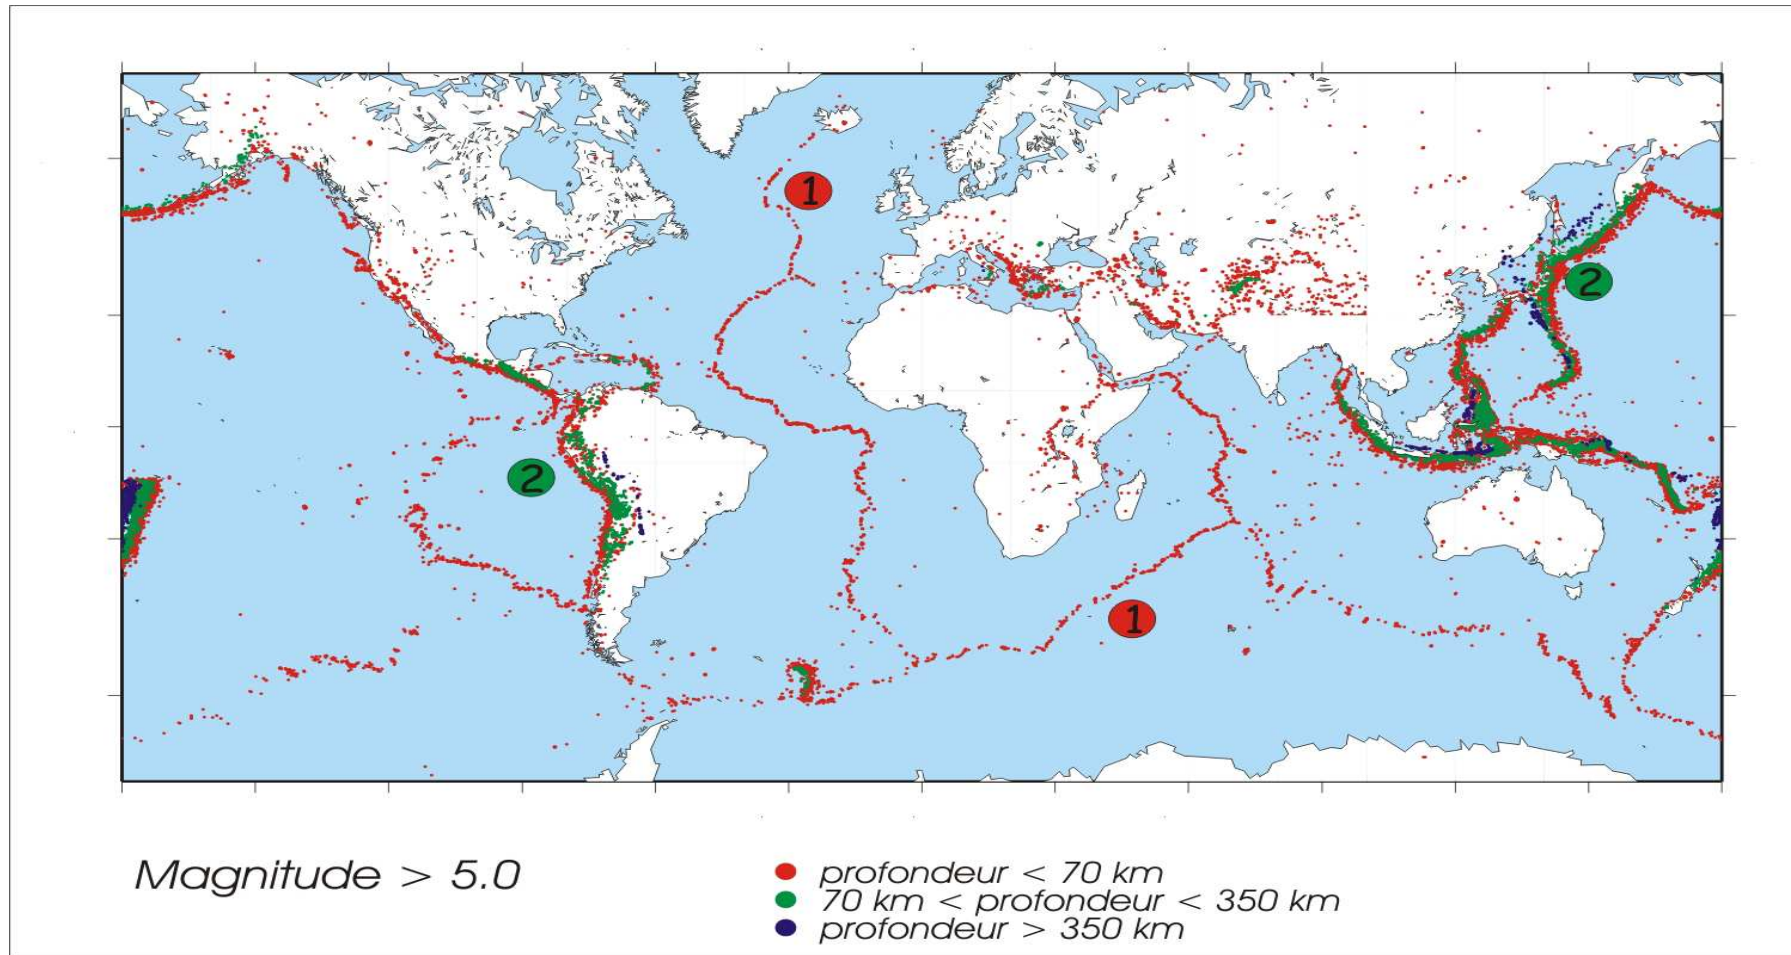 1
2
2
1
Magnitude > 5.0
profondeur < 70 km
70 km < profondeur < 350 km
profondeur > 350 km